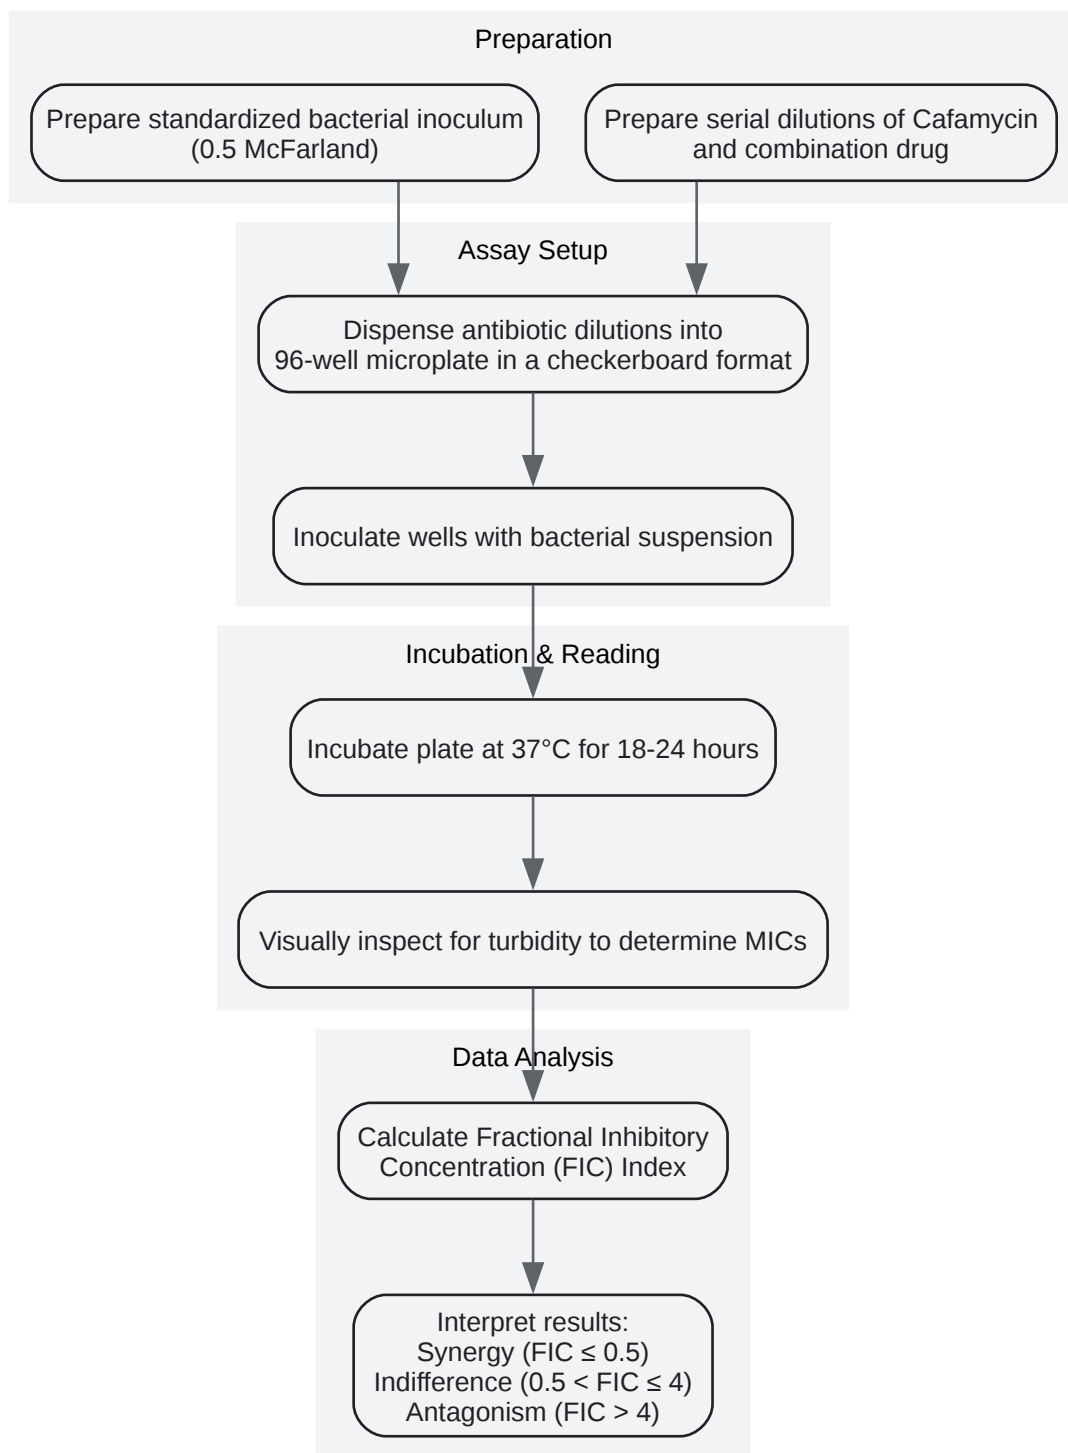 Preparation
Prepare standardized bacterial inoculum
(0.5 McFarland)
Prepare serial dilutions of Cafamycin
and combination drug
Assay Setup
Dispense antibiotic dilutions into
96-well microplate in a checkerboard format
Inoculate wells with bacterial suspension
Incubation & Reading
Incubate plate at 37°C for 18-24 hours
Visually inspect for turbidity to determine MICs
Data Analysis
Calculate Fractional Inhibitory
Concentration (FIC) Index
Interpret results:
Synergy (FIC ≤ 0.5)
Indifference (0.5 < FIC ≤ 4)
Antagonism (FIC > 4)